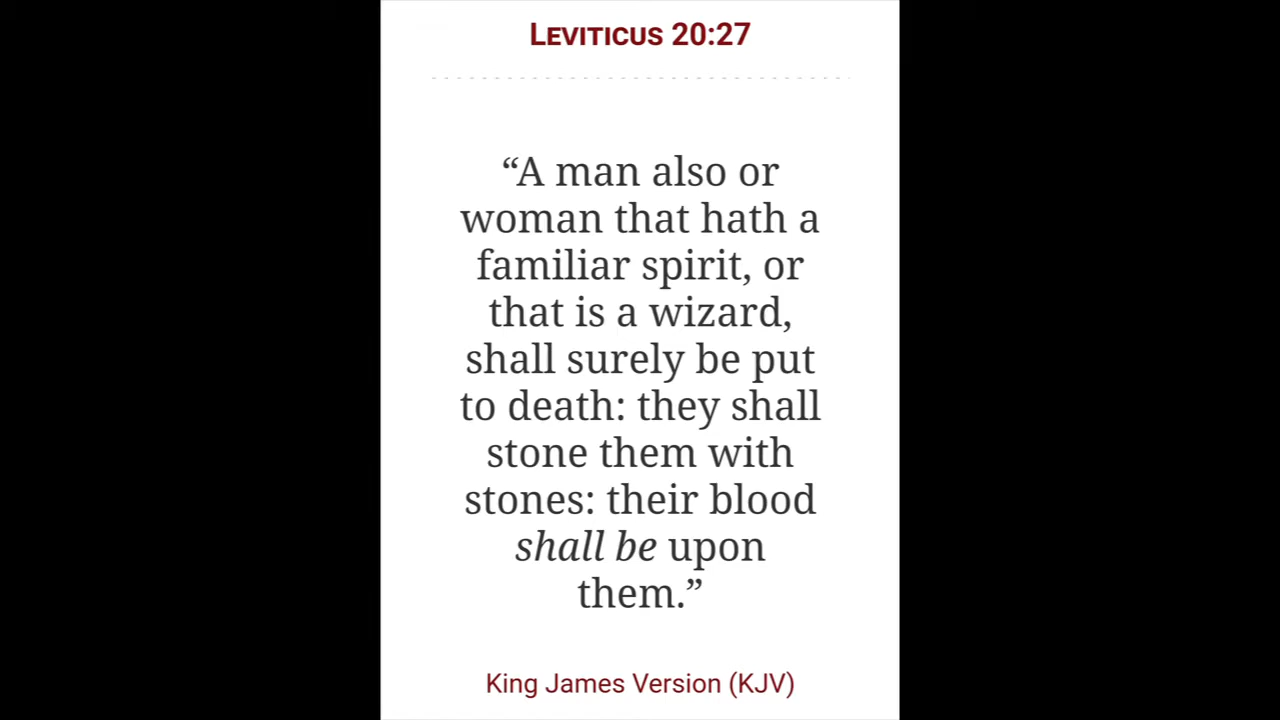 LEVITICUS 20:27
“A man also or
woman that hath a
familiar spirit, or
that is a wizard,
shall surely be put
to death: they shall
stone them with
stones: their blood
shall be upon
them.”
King James Version (KJV)